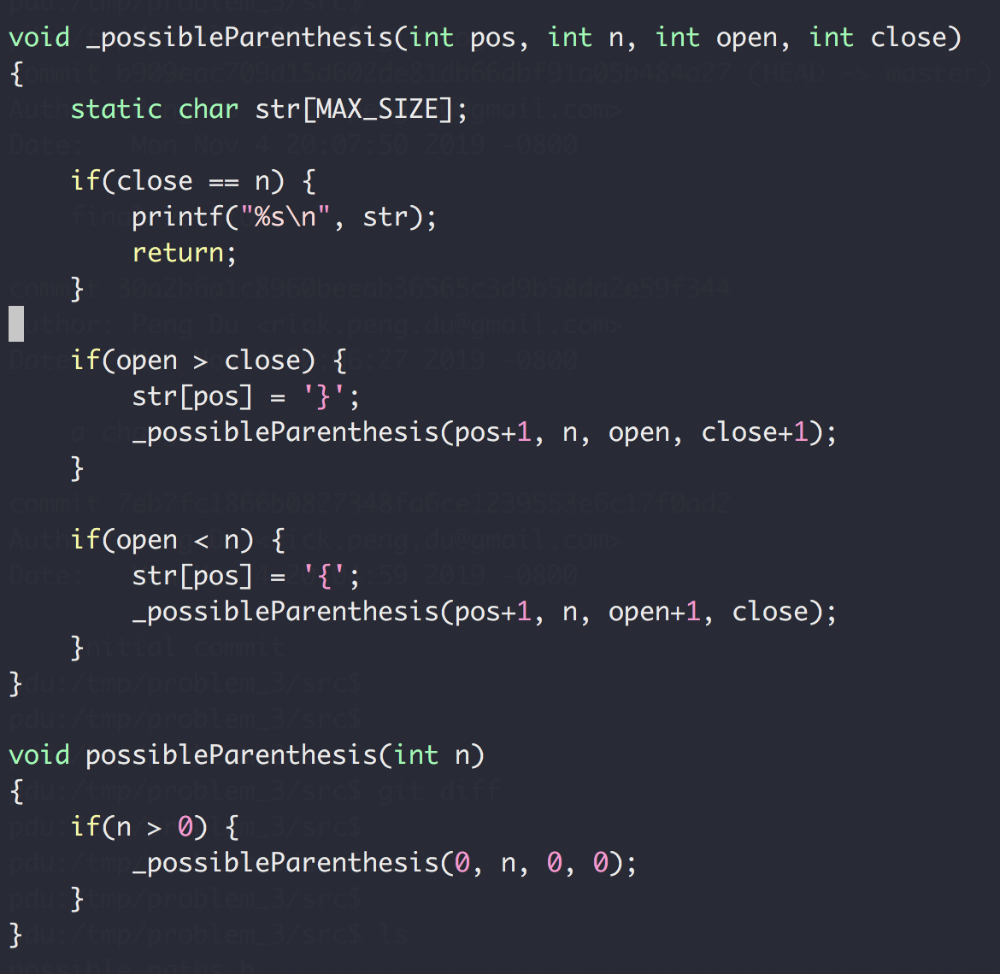 void _possibleParenthesis(int pos, int n, int open, int close)
{
    static char str[MAX_SIZE];
    if(close == n) {
        printf("%s\n", str);
        return;
    }
    if(open > close) {
        str[pos] = '}';
        _possibleParenthesis(pos+1, n, open, close+1);
    }
    if(open < n) {
        str[pos] = '{';
        _possibleParenthesis(pos+1, n, open+1, close);
    }
}
void possibleParenthesis(int n)
{
    if(n > 0) {
        _possibleParenthesis(0, n, 0, 0);
    }
}